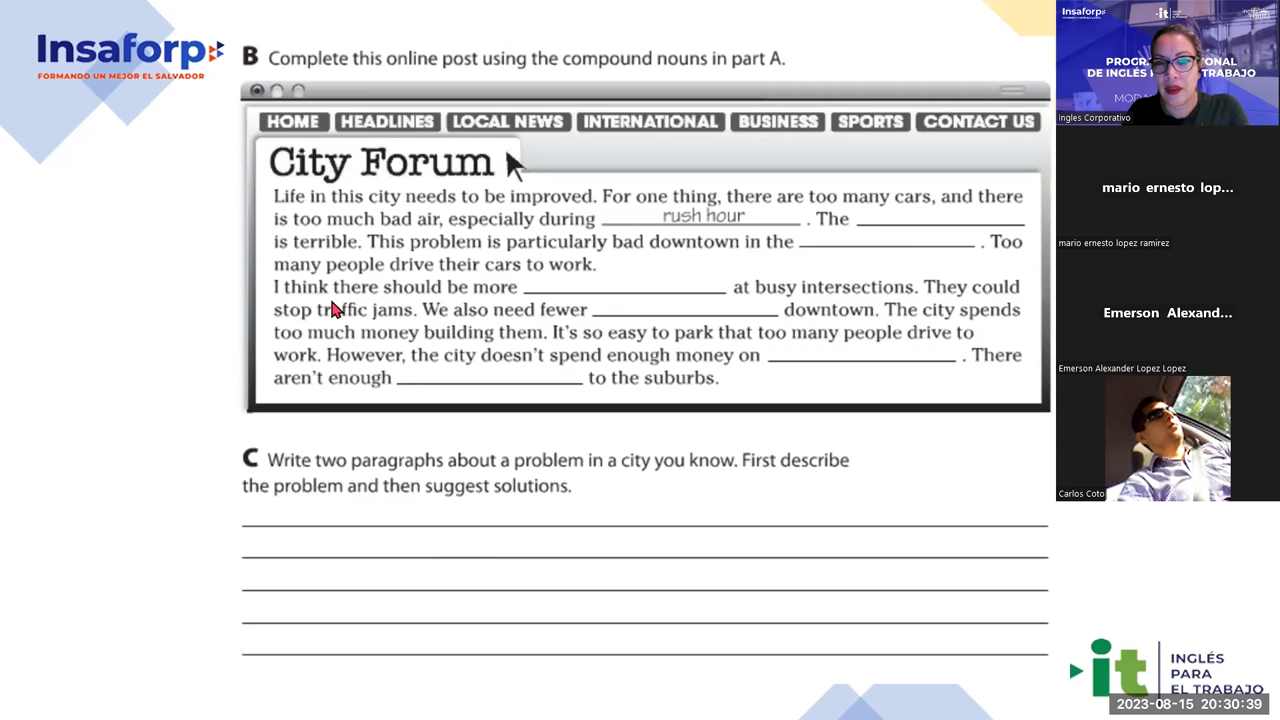 Insaforp
FORMANDO UN MEJOR EL SALVADOR
B Complete this online post using the compound nouns in part A.
HOME HEADLINES LOCAL NEWS INTERNATIONAL BUSINESS SPORTS CONTACT US
City Forum
Life in this city needs to be improved. For one thing, there are too many cars, and there
is too much bad air, especially during rush hour . The
is terrible. This problem is particularly bad downtown in the . Too
many people drive their cars to work.
I think there should be more at busy intersections. They could
stop traffic jams. We also need fewer downtown. The city spends
too much money building them. It's so easy to park that too many people drive to
work. However, the city doesn't spend enough money on . There
aren't enough to the suburbs.
C Write two paragraphs about a problem in a city you know. First describe
the problem and then suggest solutions.
Insaforp
it
DE INGLÉS
TRABAJO
Ingles Corporativo
mario ernesto lop...
mario ernesto lopez ramirez
Emerson Alexand...
Emerson Alexander Lopez Lopez
Carlos Coto
it
INGLÉS
PARA
EL TRABAJO
2023-08-15 20:30:39